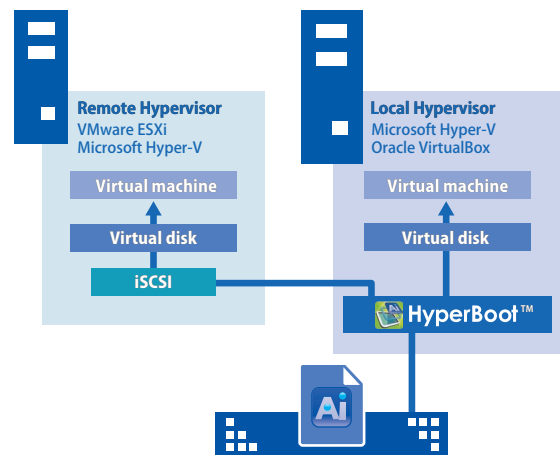 Remote Hypervisor
VMware ESXi
Microsoft Hyper-V
Virtual machine
Virtual disk
iSCSI
Local Hypervisor
Microsoft Hyper-V
Oracle VirtualBox
Virtual machine
Virtual disk
HyperBoot™
Ai